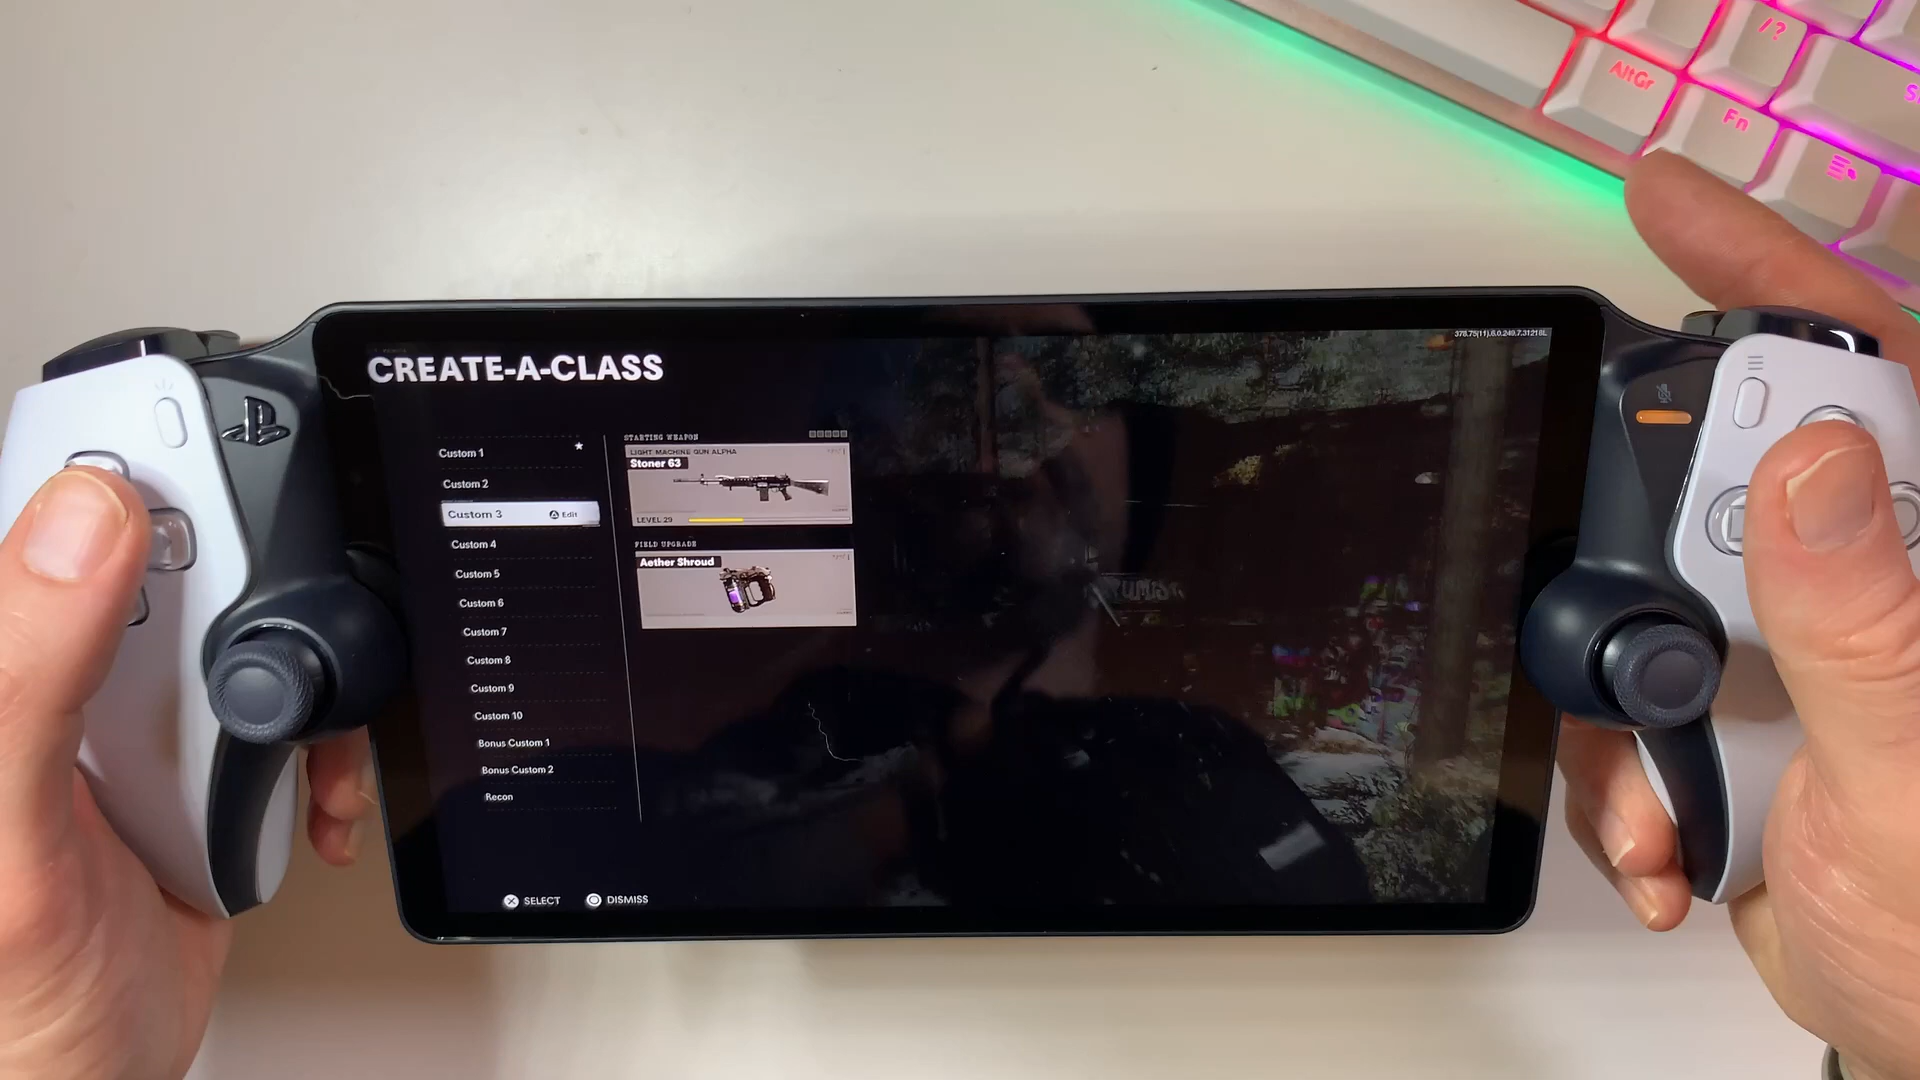 /?
AltGr
Fn
CREATE-A-CLASS
Custom 1
Custom 2
Custom 3
Edit
Custom 4
Custom 5
Custom 6
Custom 7
Custom 8
Custom 9
Custom 10
Bonus Custom 1
Bonus Custom 2
Recon
STARTING WEAPON
LIGHT MACHINE GUN ALPHA
Stoner 63
LEVEL 29
FIELD UPGRADE
Aether Shroud
SELECT
DISMISS